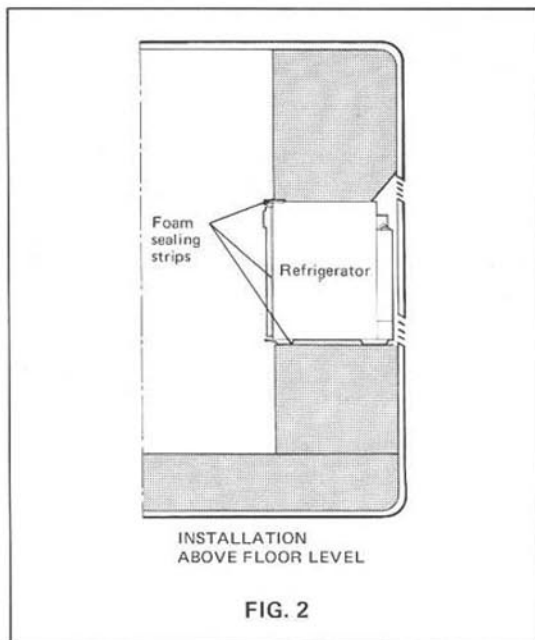 Foam
sealing
strips
Refrigerator
INSTALLATION
ABOVE FLOOR LEVEL
FIG. 2